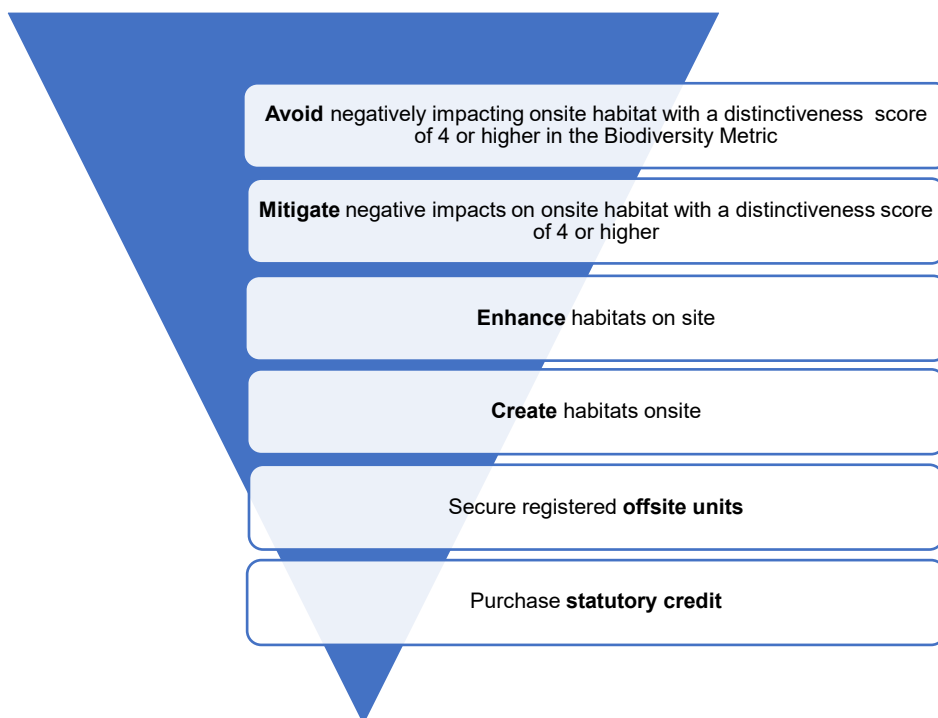 Avoid negatively impacting onsite habitat with a distinctiveness score
of 4 or higher in the Biodiversity Metric
Mitigate negative impacts on onsite habitat with a distinctiveness score
of 4 or higher
Enhance habitats on site
Create habitats onsite
Secure registered offsite units
Purchase statutory credit